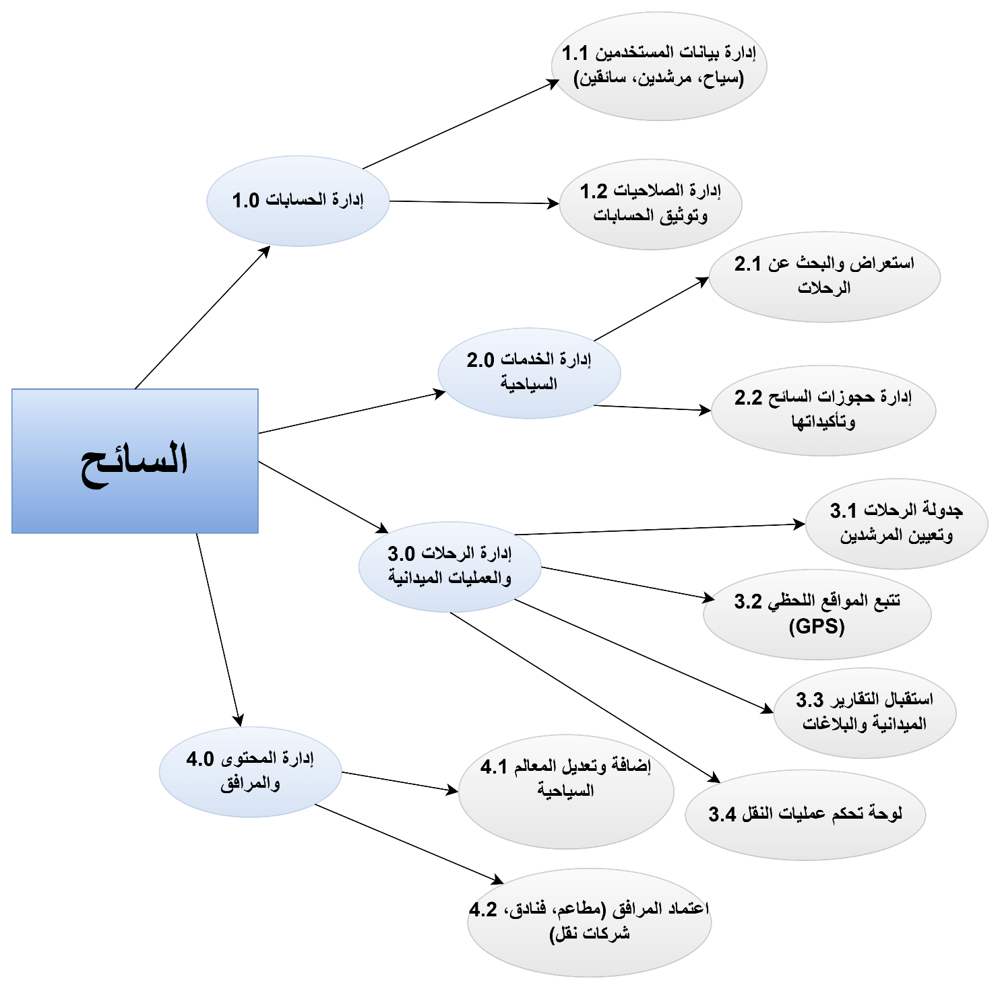 1.1 إدارة بيانات المستخدمين
(سياح، مرشدين، سائقين)
1.0 إدارة الحسابات
1.2 إدارة الصلاحيات
وتوثيق الحسابات
2.1 استعراض والبحث عن
الرحلات
2.0 إدارة الخدمات
السياحية
2.2 إدارة حجوزات السائح
وتأكيداتها
السائح
3.1 جدولة الرحلات
وتعيين المرشدين
3.0 إدارة الرحلات
والعمليات الميدانية
3.2 تتبع المواقع اللحظي
(GPS)
3.3 استقبال التقارير
الميدانية والبلاغات
3.4 لوحة تحكم عمليات النقل
4.0 إدارة المحتوى
والمرافق
4.1 إضافة وتعديل المعالم
السياحية
4.2 اعتماد المرافق (مطاعم، فنادق،
شركات نقل)